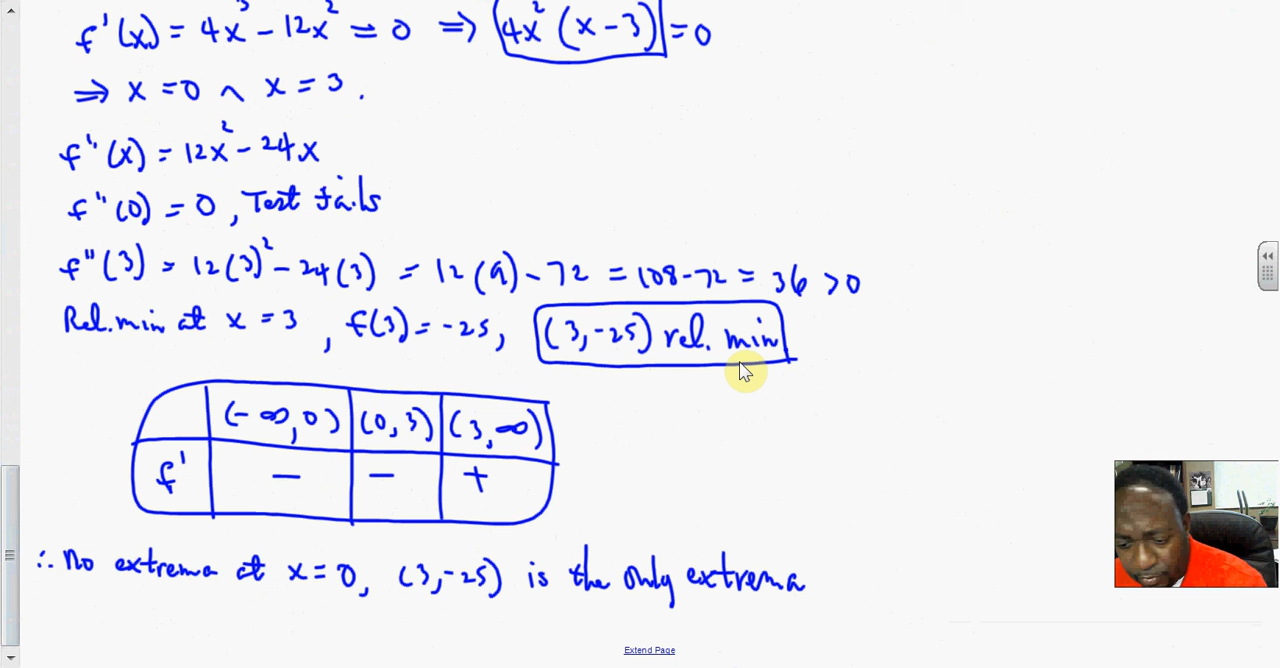 f'(x) = 4x³ - 12x² = 0 ⇒ 4x²(x-3) = 0
⇒ x = 0 ∧ x = 3.
f''(x) = 12x² - 24x
f''(0) = 0, Test fails
f''(3) = 12(3)² - 24(3) = 12(9) - 72 = 108-72 = 36 >0
Rel. min at x = 3, f(3) = -25, (3,-25) rel. min
(-∞,0) (0,3) (3,∞)
f' - - +
∴ No extrema at x = 0, (3,-25) is the only extrema
Extend Page